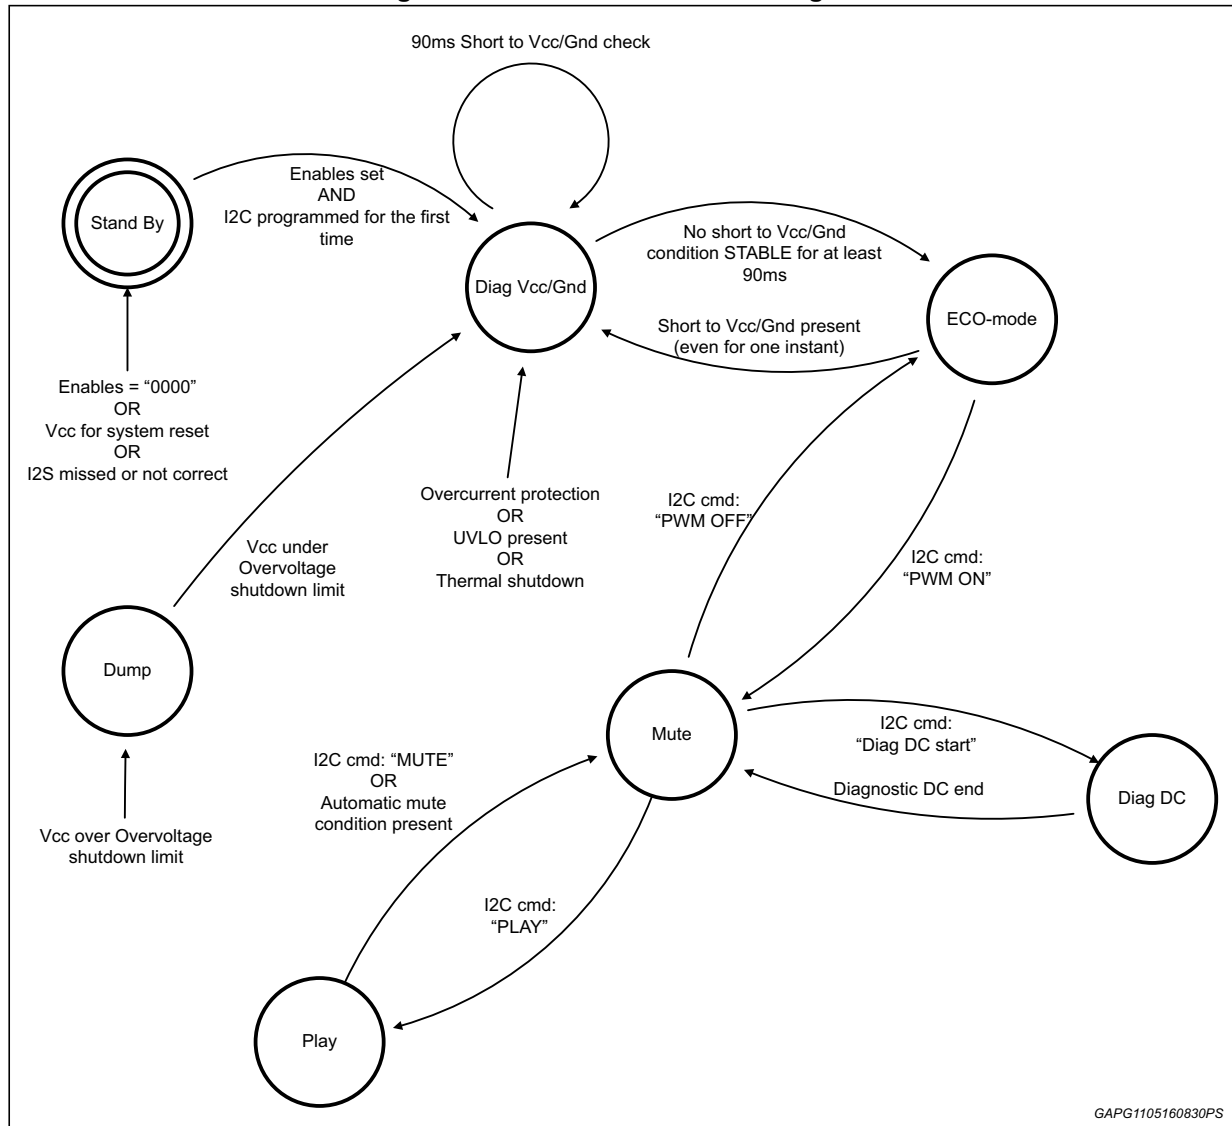 90ms Short to Vcc/Gnd check
Stand By
Enables set
AND
I2C programmed for the first
time
Diag Vcc/Gnd
No short to Vcc/Gnd
condition STABLE for at least
90ms
ECO-mode
Short to Vcc/Gnd present
(even for one instant)
Enables = “0000”
OR
Vcc for system reset
OR
I2S missed or not correct
Overcurrent protection
OR
UVLO present
OR
Thermal shutdown
Vcc under
Overvoltage
shutdown limit
I2C cmd:
“PWM OFF”
I2C cmd:
“PWM ON”
Dump
Vcc over Overvoltage
shutdown limit
Mute
I2C cmd:
“Diag DC start”
Diagnostic DC end
Diag DC
I2C cmd: “MUTE”
OR
Automatic mute
condition present
I2C cmd:
“PLAY”
Play
GAPG1105160830PS